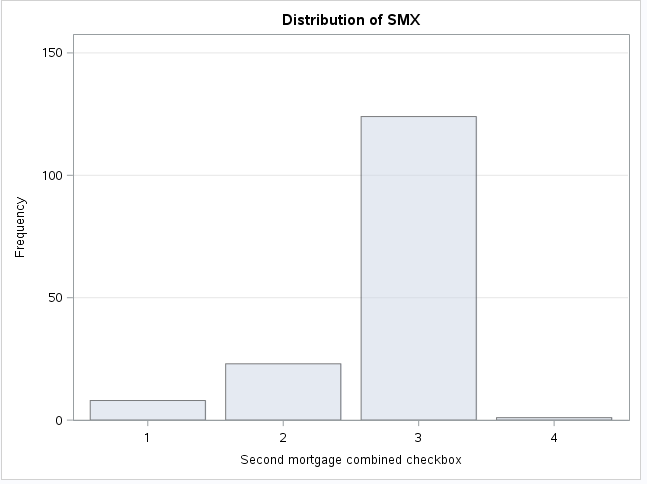 Distribution of SMX
150
100
50
0
Frequency
1 2 3 4
Second mortgage combined checkbox